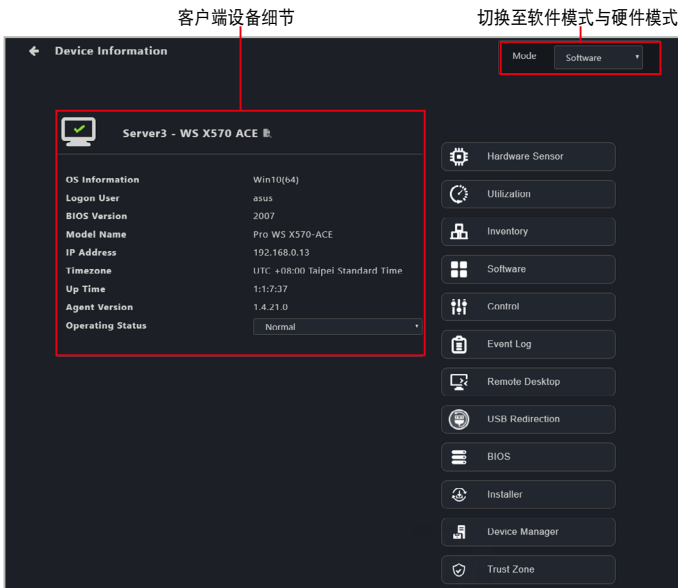 客户端设备细节
切换至软件模式与硬件模式
Device Information
Mode Software
Server3 - WS X570 ACE
OS Information Win10(64)
Logon User asus
BIOS Version 2007
Model Name Pro WS X570-ACE
IP Address 192.168.0.13
Timezone UTC +08:00 Taipei Standard Time
Up Time 1:1:7:37
Agent Version 1.4.21.0
Operating Status Normal
Hardware Sensor
Utilization
Inventory
Software
Control
Event Log
Remote Desktop
USB Redirection
BIOS
Installer
Device Manager
Trust Zone